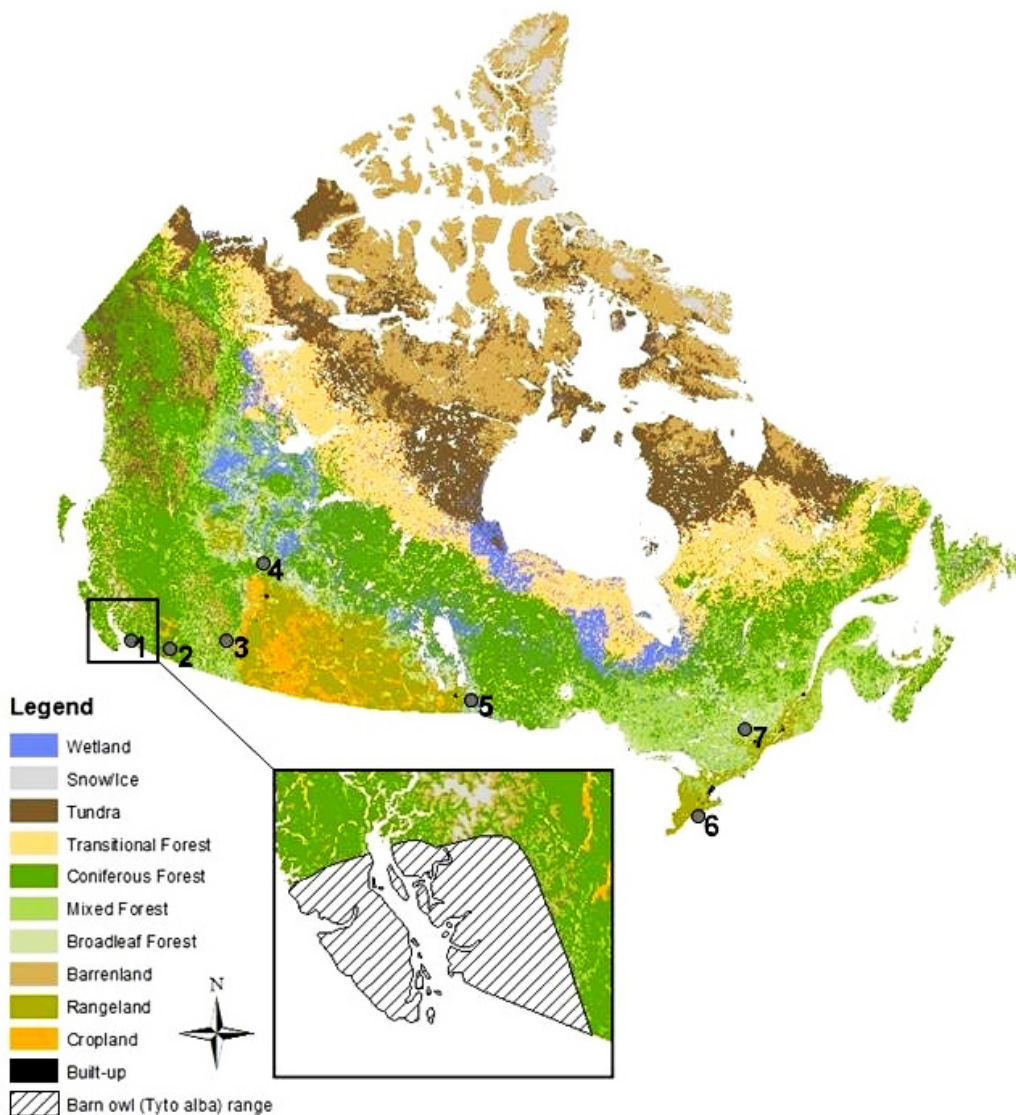 4
1
2
3
5
7
6
Legend
Wetland
Snow/Ice
Tundra
Transitional Forest
Coniferous Forest
Mixed Forest
Broadleaf Forest
Barrenland
Rangeland
Cropland
Built-up
Barn owl (Tyto alba) range
N